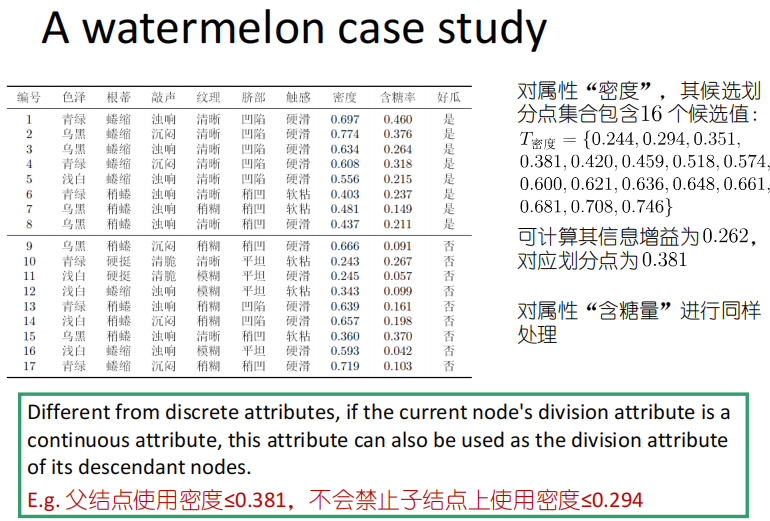 A watermelon case study
编号 色泽 根蒂 敲声 纹理 脐部 触感 密度 含糖率 好瓜
1 青绿 蜷缩 浊响 清晰 凹陷 硬滑 0.697 0.460 是
2 乌黑 蜷缩 沉闷 清晰 凹陷 硬滑 0.774 0.376 是
3 乌黑 蜷缩 浊响 清晰 凹陷 硬滑 0.634 0.264 是
4 青绿 蜷缩 沉闷 清晰 凹陷 硬滑 0.608 0.318 是
5 浅白 蜷缩 浊响 清晰 凹陷 硬滑 0.556 0.215 是
6 青绿 稍蜷 浊响 清晰 稍凹 软粘 0.403 0.237 是
7 乌黑 稍蜷 浊响 稍糊 稍凹 软粘 0.481 0.149 是
8 乌黑 稍蜷 浊响 清晰 稍凹 硬滑 0.437 0.211 是
9 乌黑 稍蜷 沉闷 稍糊 稍凹 硬滑 0.666 0.091 否
10 青绿 硬挺 清脆 清晰 平坦 软粘 0.243 0.267 否
11 浅白 硬挺 清脆 模糊 平坦 硬滑 0.245 0.057 否
12 浅白 蜷缩 浊响 模糊 平坦 软粘 0.343 0.099 否
13 青绿 稍蜷 浊响 稍糊 凹陷 硬滑 0.639 0.161 否
14 浅白 稍蜷 沉闷 稍糊 凹陷 硬滑 0.657 0.198 否
15 乌黑 稍蜷 浊响 清晰 稍凹 软粘 0.360 0.370 否
16 浅白 蜷缩 浊响 模糊 平坦 硬滑 0.593 0.042 否
17 青绿 蜷缩 沉闷 稍糊 稍凹 硬滑 0.719 0.103 否
对属性“密度”，其候选划
分点集合包含16 个候选值：
T密度 = {0.244, 0.294, 0.351,
0.381, 0.420, 0.459, 0.518, 0.574,
0.600, 0.621, 0.636, 0.648, 0.661,
0.681, 0.708, 0.746}
可计算其信息增益为0.262，
对应划分点为0.381
对属性“含糖量”进行同样
处理
Different from discrete attributes, if the current node's division attribute is a
continuous attribute, this attribute can also be used as the division attribute
of its descendant nodes.
E.g. 父结点使用密度≤0.381，不会禁止子结点上使用密度≤0.294